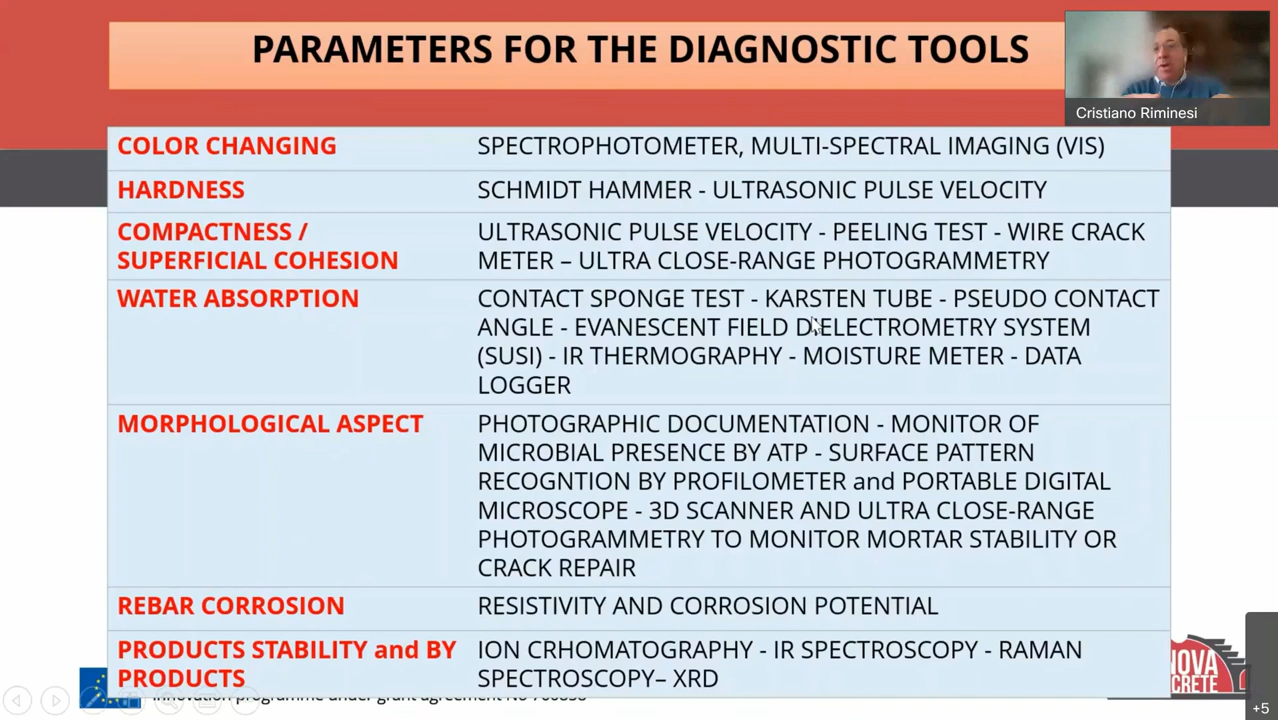 PARAMETERS FOR THE DIAGNOSTIC TOOLS
Cristiano Riminesi
COLOR CHANGING
SPECTROPHOTOMETER, MULTI-SPECTRAL IMAGING (VIS)
HARDNESS
SCHMIDT HAMMER - ULTRASONIC PULSE VELOCITY
COMPACTNESS /
SUPERFICIAL COHESION
ULTRASONIC PULSE VELOCITY - PEELING TEST - WIRE CRACK
METER – ULTRA CLOSE-RANGE PHOTOGRAMMETRY
WATER ABSORPTION
CONTACT SPONGE TEST - KARSTEN TUBE - PSEUDO CONTACT
ANGLE - EVANESCENT FIELD DIELECTROMETRY SYSTEM
(SUSI) - IR THERMOGRAPHY - MOISTURE METER - DATA
LOGGER
MORPHOLOGICAL ASPECT
PHOTOGRAPHIC DOCUMENTATION - MONITOR OF
MICROBIAL PRESENCE BY ATP - SURFACE PATTERN
RECOGNTION BY PROFILOMETER and PORTABLE DIGITAL
MICROSCOPE - 3D SCANNER AND ULTRA CLOSE-RANGE
PHOTOGRAMMETRY TO MONITOR MORTAR STABILITY OR
CRACK REPAIR
REBAR CORROSION
RESISTIVITY AND CORROSION POTENTIAL
PRODUCTS STABILITY and BY
PRODUCTS
ION CRHOMATOGRAPHY - IR SPECTROSCOPY - RAMAN
SPECTROSCOPY– XRD
NOVA
CRETE
+5